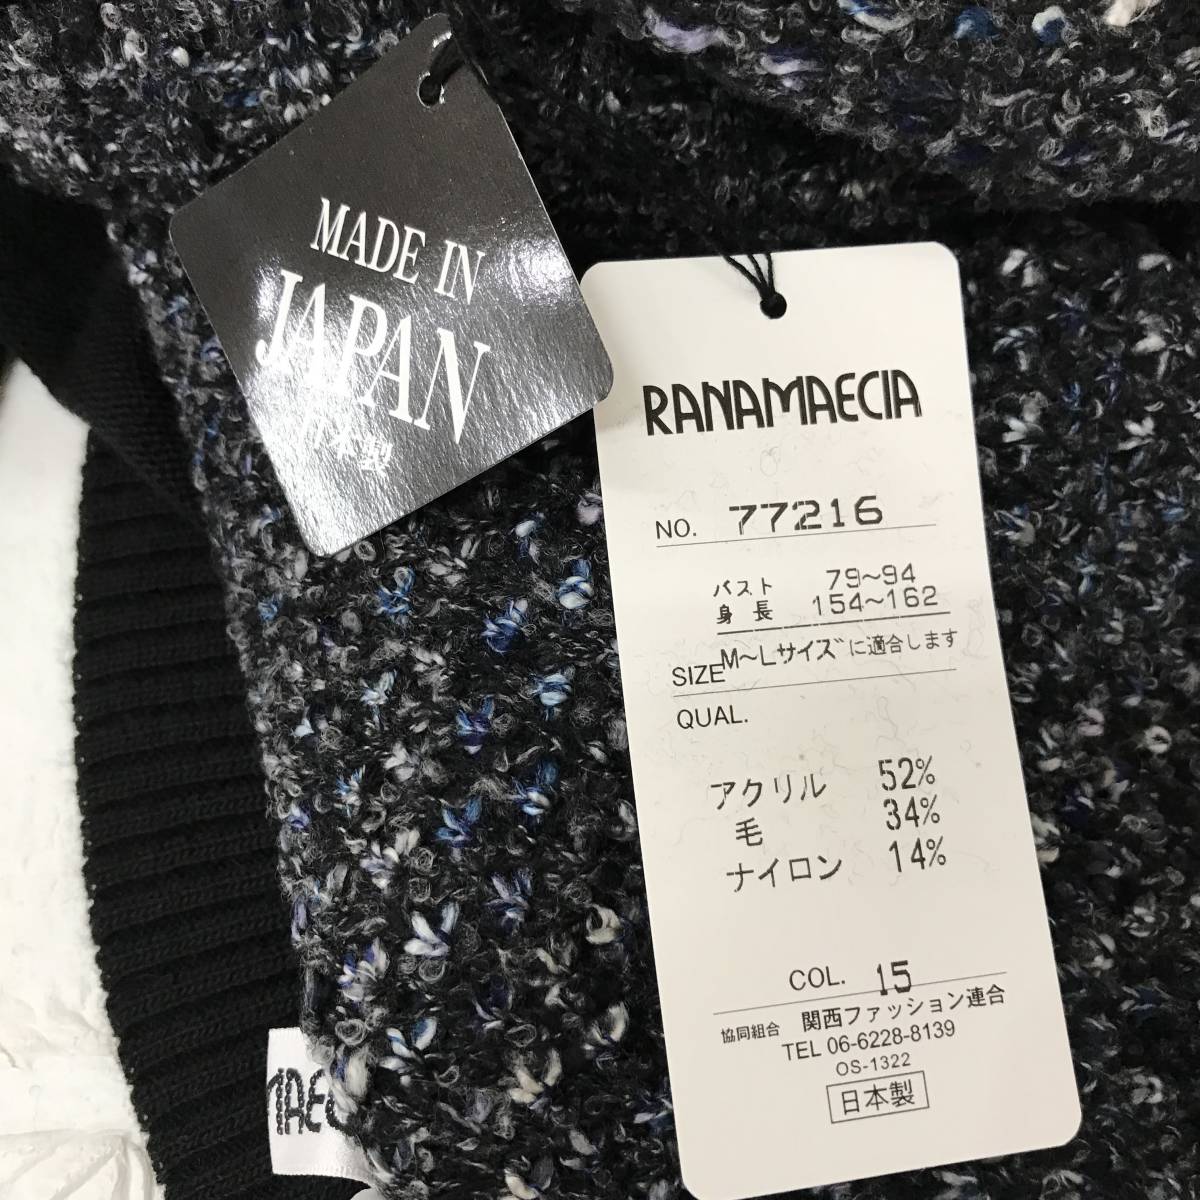 MADE IN
JAPAN
日本製
RANAMAECIA
NO. 77216
バスト 79~94
身長 154~162
SIZE M~Lサイズに適合します
QUAL.
アクリル 52%
毛 34%
ナイロン 14%
COL. 15
協同組合 関西ファッション連合
TEL 06-6228-8139
OS-1322
日本製